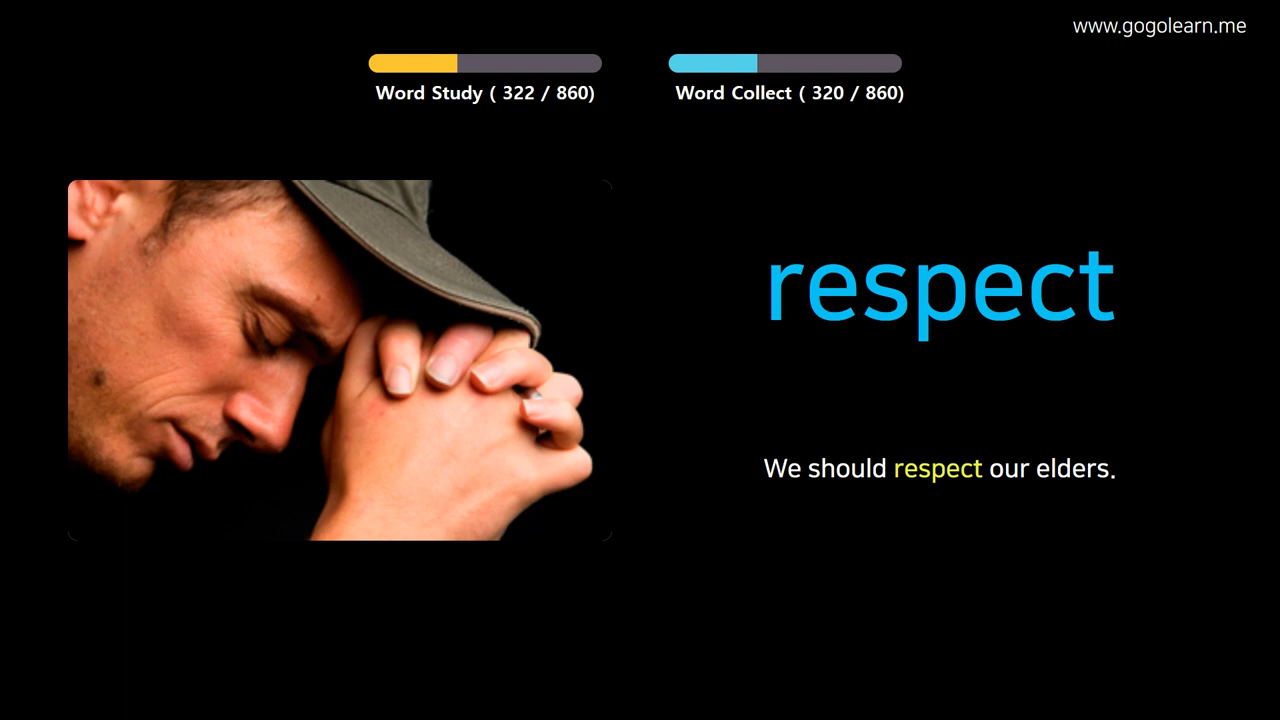 www.gogolearn.me
Word Study ( 322 / 860)
Word Collect ( 320 / 860)
respect
We should respect our elders.